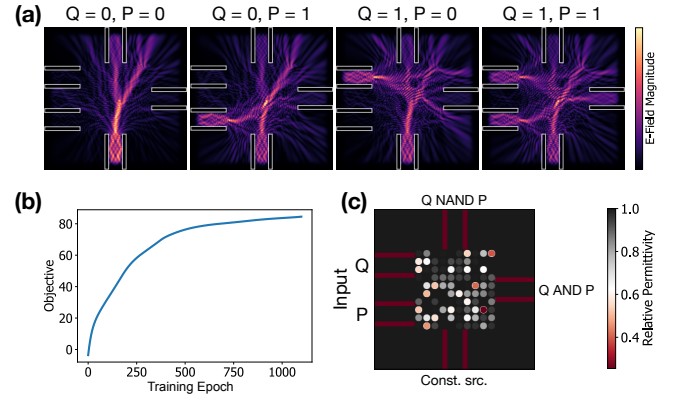 (a)
Q = 0, P = 0
Q = 0, P = 1
Q = 1, P = 0
Q = 1, P = 1
E-Field Magnitude
(b)
Objective
80
60
40
20
0
0
250
500
750
1000
Training Epoch
(c)
Q NAND P
Input
Q
P
Q AND P
Const. src.
1.0
0.8
0.6
0.4
Relative Permittivity